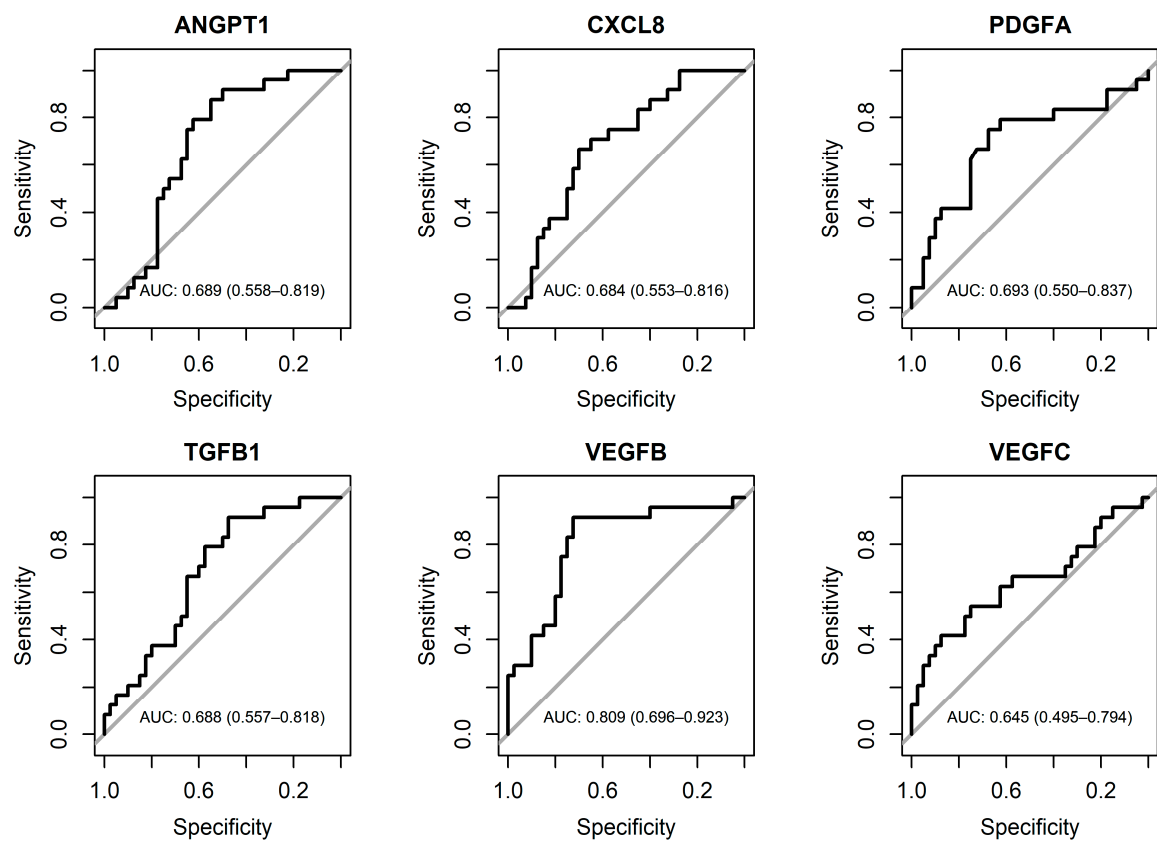 ANGPT1
CXCL8
PDGFA
Sensitivity
0.0 0.4 0.8
AUC: 0.689 (0.558–0.819)
1.0 0.6 0.2
Specificity
Sensitivity
0.0 0.4 0.8
AUC: 0.684 (0.553–0.816)
1.0 0.6 0.2
Specificity
Sensitivity
0.0 0.4 0.8
AUC: 0.693 (0.550–0.837)
1.0 0.6 0.2
Specificity
TGFB1
VEGFB
VEGFC
Sensitivity
0.0 0.4 0.8
AUC: 0.688 (0.557–0.818)
1.0 0.6 0.2
Specificity
Sensitivity
0.0 0.4 0.8
AUC: 0.809 (0.696–0.923)
1.0 0.6 0.2
Specificity
Sensitivity
0.0 0.4 0.8
AUC: 0.645 (0.495–0.794)
1.0 0.6 0.2
Specificity